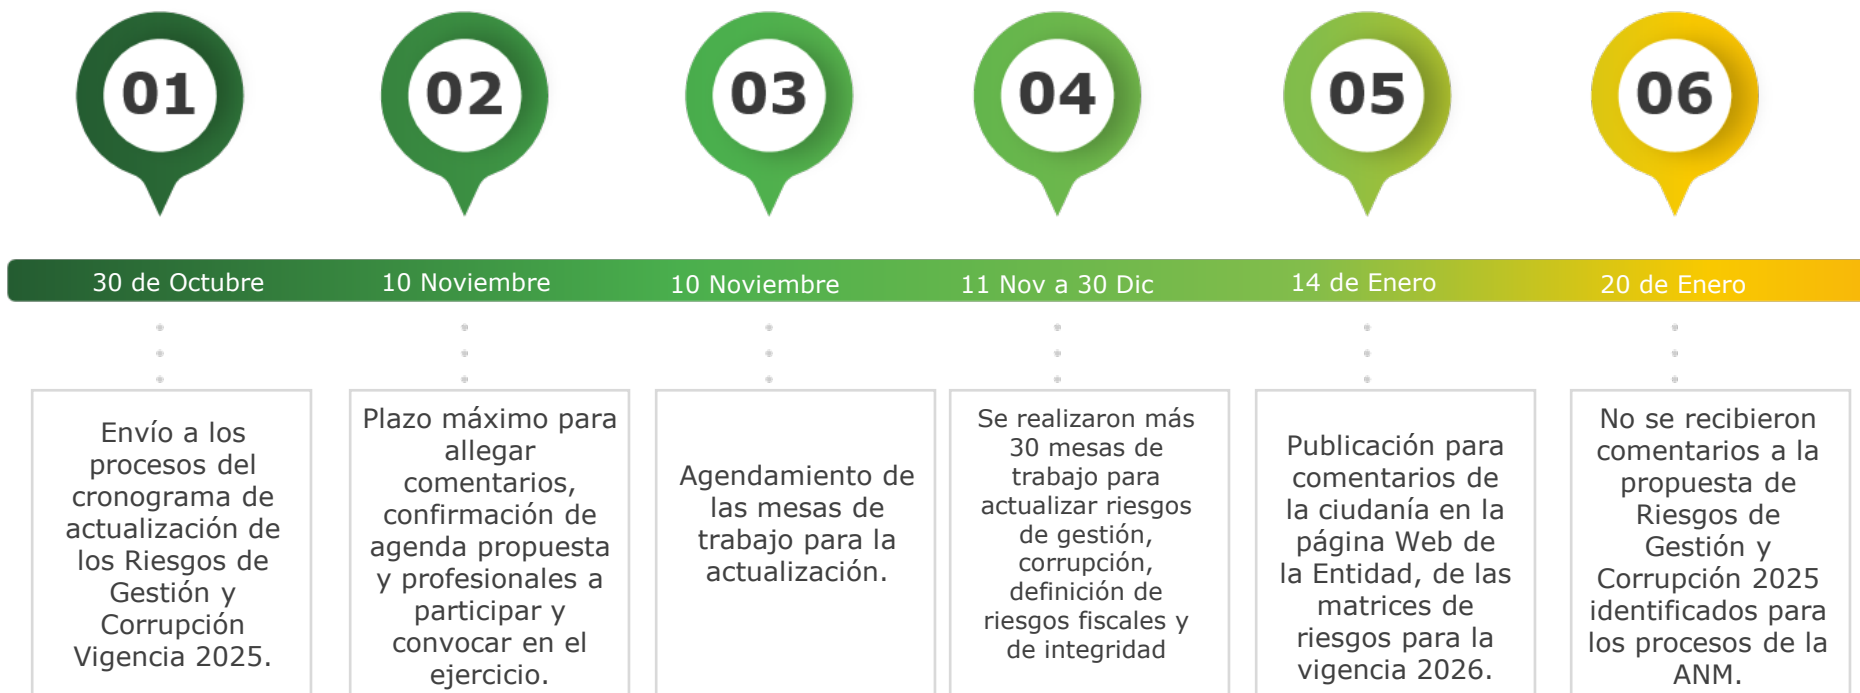 01
02
03
04
05
06
30 de Octubre
10 Noviembre
10 Noviembre
11 Nov a 30 Dic
14 de Enero
20 de Enero
Envío a los
procesos del
cronograma de
actualización de
los Riesgos de
Gestión y
Corrupción
Vigencia 2025.
Plazo máximo para
allegar
comentarios,
confirmación de
agenda propuesta
y profesionales a
participar y
convocar en el
ejercicio.
Agendamiento de
las mesas de
trabajo para la
actualización.
Se realizaron más
30 mesas de
trabajo para
actualizar riesgos
de gestión,
corrupción,
definición de
riesgos fiscales y
de integridad
Publicación para
comentarios de
la ciudanía en la
página Web de
la Entidad, de las
matrices de
riesgos para la
vigencia 2026.
No se recibieron
comentarios a la
propuesta de
Riesgos de
Gestión y
Corrupción 2025
identificados para
los procesos de la
ANM.